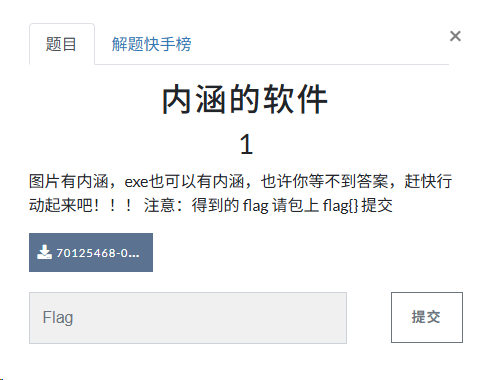 题目 解题快手榜 ×
内涵的软件
1
图片有内涵，exe也可以有内涵，也许你等不到答案，赶快行
动起来吧！！！ 注意：得到的 flag 请包上 flag{} 提交
70125468-0...
Flag 提交